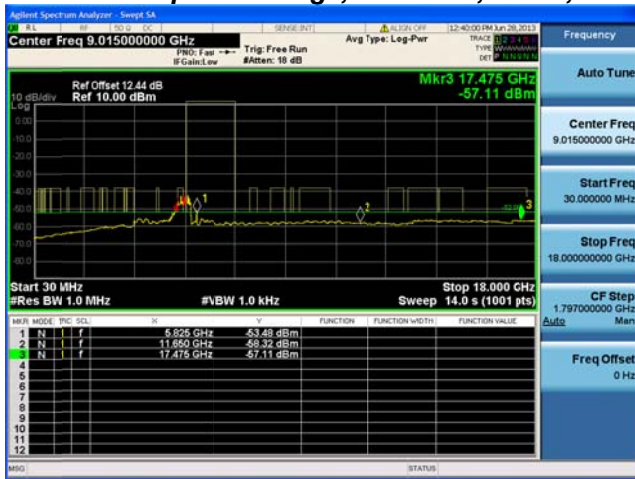 Agilent Spectrum Analyzer - Swept SA
RL RF 50 Ω DC SENSE:INT ALIGN OFF 12:40:00 PM Jun 28, 2013
Center Freq 9.015000000 GHz
Avg Type: Log-Pwr
TRACE 1 2 3 4 5 6
PNO: Fast Trig: Free Run
TYPE
IFGain:Low #Atten: 18 dB
DET P N N N N N
Mkr3 17.475 GHz
Ref Offset 12.44 dB
-57.11 dBm
10 dB/div Ref 10.00 dBm
Log
0.00
-10.0
-20.0
-30.0
-40.0
-50.0
-60.0
-70.0
-80.0
1
2
3
Start 30 MHz Stop 18.000 GHz
#Res BW 1.0 MHz #VBW 1.0 kHz Sweep 14.0 s (1001 pts)
MKR MODE TRC SCL X Y FUNCTION FUNCTION WIDTH FUNCTION VALUE
1 N 1 f 5.825 GHz -53.48 dBm
2 N 1 f 11.650 GHz -58.32 dBm
3 N 1 f 17.475 GHz -57.11 dBm
4
5
6
7
8
9
10
11
12
MSG STATUS
Frequency
Auto Tune
Center Freq
9.015000000 GHz
Start Freq
30.000000 MHz
Stop Freq
18.000000000 GHz
CF Step
1.797000000 GHz
Auto Man
Freq Offset
0 Hz